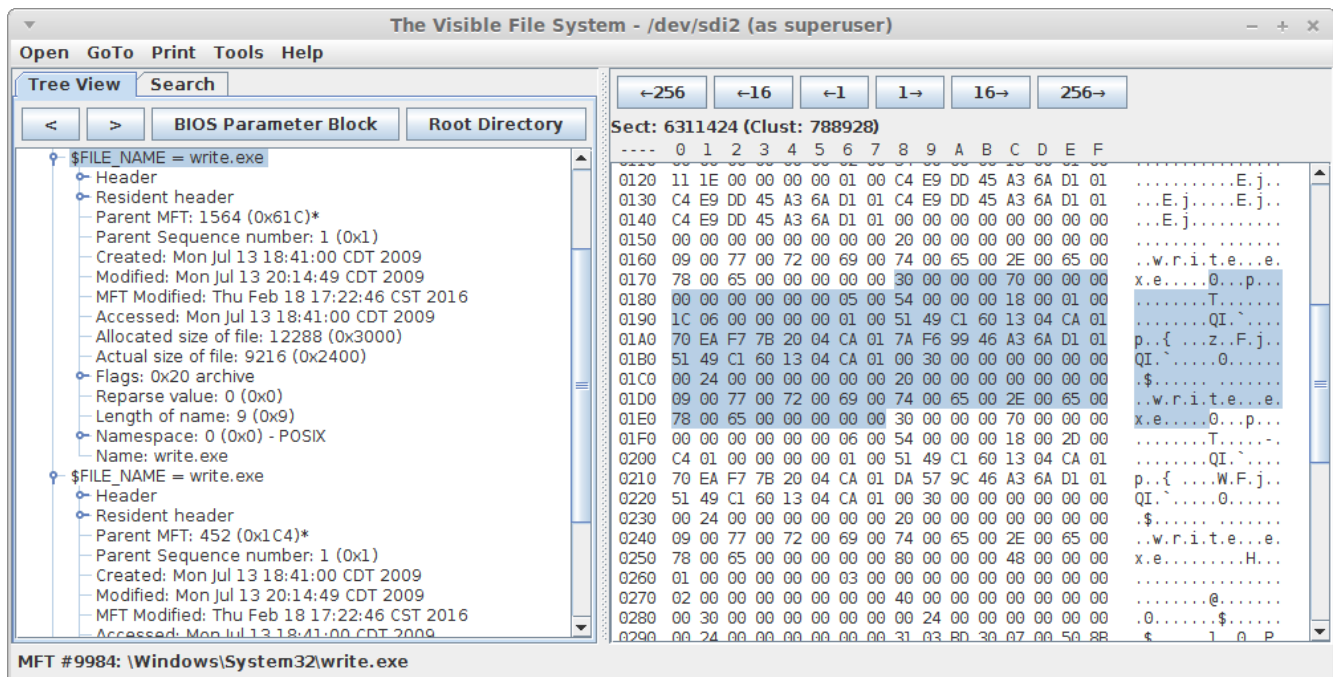 The Visible File System - /dev/sdi2 (as superuser)
Open GoTo Print Tools Help
Tree View Search
< > BIOS Parameter Block Root Directory
$FILE_NAME = write.exe
Header
Resident header
Parent MFT: 1564 (0x61C)*
Parent Sequence number: 1 (0x1)
Created: Mon Jul 13 18:41:00 CDT 2009
Modified: Mon Jul 13 20:14:49 CDT 2009
MFT Modified: Thu Feb 18 17:22:46 CST 2016
Accessed: Mon Jul 13 18:41:00 CDT 2009
Allocated size of file: 12288 (0x3000)
Actual size of file: 9216 (0x2400)
Flags: 0x20 archive
Reparse value: 0 (0x0)
Length of name: 9 (0x9)
Namespace: 0 (0x0) - POSIX
Name: write.exe
$FILE_NAME = write.exe
Header
Resident header
Parent MFT: 452 (0x1C4)*
Parent Sequence number: 1 (0x1)
Created: Mon Jul 13 18:41:00 CDT 2009
Modified: Mon Jul 13 20:14:49 CDT 2009
MFT Modified: Thu Feb 18 17:22:46 CST 2016
Accessed: Mon Jul 13 18:41:00 CDT 2009
←256 ←16 ←1 1→ 16→ 256→
Sect: 6311424 (Clust: 788928)
---- 0 1 2 3 4 5 6 7 8 9 A B C D E F
0120 11 1E 00 00 00 00 01 00 C4 E9 DD 45 A3 6A D1 01 ...........E.j..
0130 C4 E9 DD 45 A3 6A D1 01 C4 E9 DD 45 A3 6A D1 01 ...E.j.....E.j..
0140 C4 E9 DD 45 A3 6A D1 01 00 00 00 00 00 00 00 00 ...E.j..........
0150 00 00 00 00 00 00 00 00 20 00 00 00 00 00 00 00 ........ .......
0160 09 00 77 00 72 00 69 00 74 00 65 00 2E 00 65 00 ..w.r.i.t.e...e.
0170 78 00 65 00 00 00 00 00 30 00 00 00 70 00 00 00 x.e.....0...p...
0180 00 00 00 00 00 00 05 00 54 00 00 00 18 00 01 00 ........T.......
0190 1C 06 00 00 00 00 01 00 51 49 C1 60 13 04 CA 01 ........QI.`....
01A0 70 EA F7 7B 20 04 CA 01 7A F6 99 46 A3 6A D1 01 p..{ ...z..F.j..
01B0 51 49 C1 60 13 04 CA 01 00 30 00 00 00 00 00 00 QI.`.....0......
01C0 00 24 00 00 00 00 00 00 20 00 00 00 00 00 00 00 .$...... .......
01D0 09 00 77 00 72 00 69 00 74 00 65 00 2E 00 65 00 ..w.r.i.t.e...e.
01E0 78 00 65 00 00 00 00 00 30 00 00 00 70 00 00 00 x.e.....0...p...
01F0 00 00 00 00 00 00 06 00 54 00 00 00 18 00 2D 00 ........T.....-.
0200 C4 01 00 00 00 00 01 00 51 49 C1 60 13 04 CA 01 ........QI.`....
0210 70 EA F7 7B 20 04 CA 01 DA 57 9C 46 A3 6A D1 01 p..{ ....W.F.j..
0220 51 49 C1 60 13 04 CA 01 00 30 00 00 00 00 00 00 QI.`.....0......
0230 00 24 00 00 00 00 00 00 20 00 00 00 00 00 00 00 .$...... .......
0240 09 00 77 00 72 00 69 00 74 00 65 00 2E 00 65 00 ..w.r.i.t.e...e.
0250 78 00 65 00 00 00 00 00 80 00 00 00 48 00 00 00 x.e.........H...
0260 01 00 00 00 00 00 03 00 00 00 00 00 00 00 00 00 ................
0270 02 00 00 00 00 00 00 00 40 00 00 00 00 00 00 00 ........@.......
0280 00 30 00 00 00 00 00 00 00 24 00 00 00 00 00 00 .0.......$......
0290 00 24 00 00 00 00 00 00 31 03 BD 30 07 00 50 8B
MFT #9984: \Windows\System32\write.exe